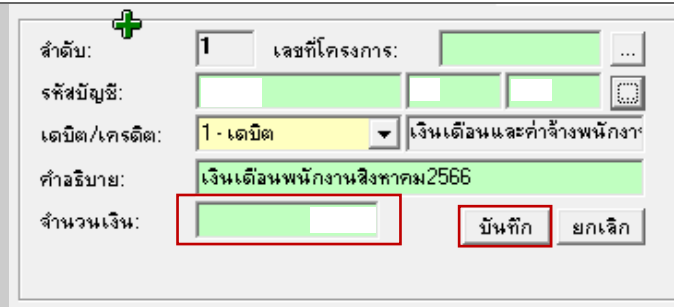 ลำดับ: 1 เลขที่โครงการ: ...
รหัสบัญชี:
เดบิต/เครดิต: 1 - เดบิต เงินเดือนและค่าจ้างพนักงา
คำอธิบาย: เงินเดือนพนักงานสิงหาคม2566
จำนวนเงิน: บันทึก ยกเลิก